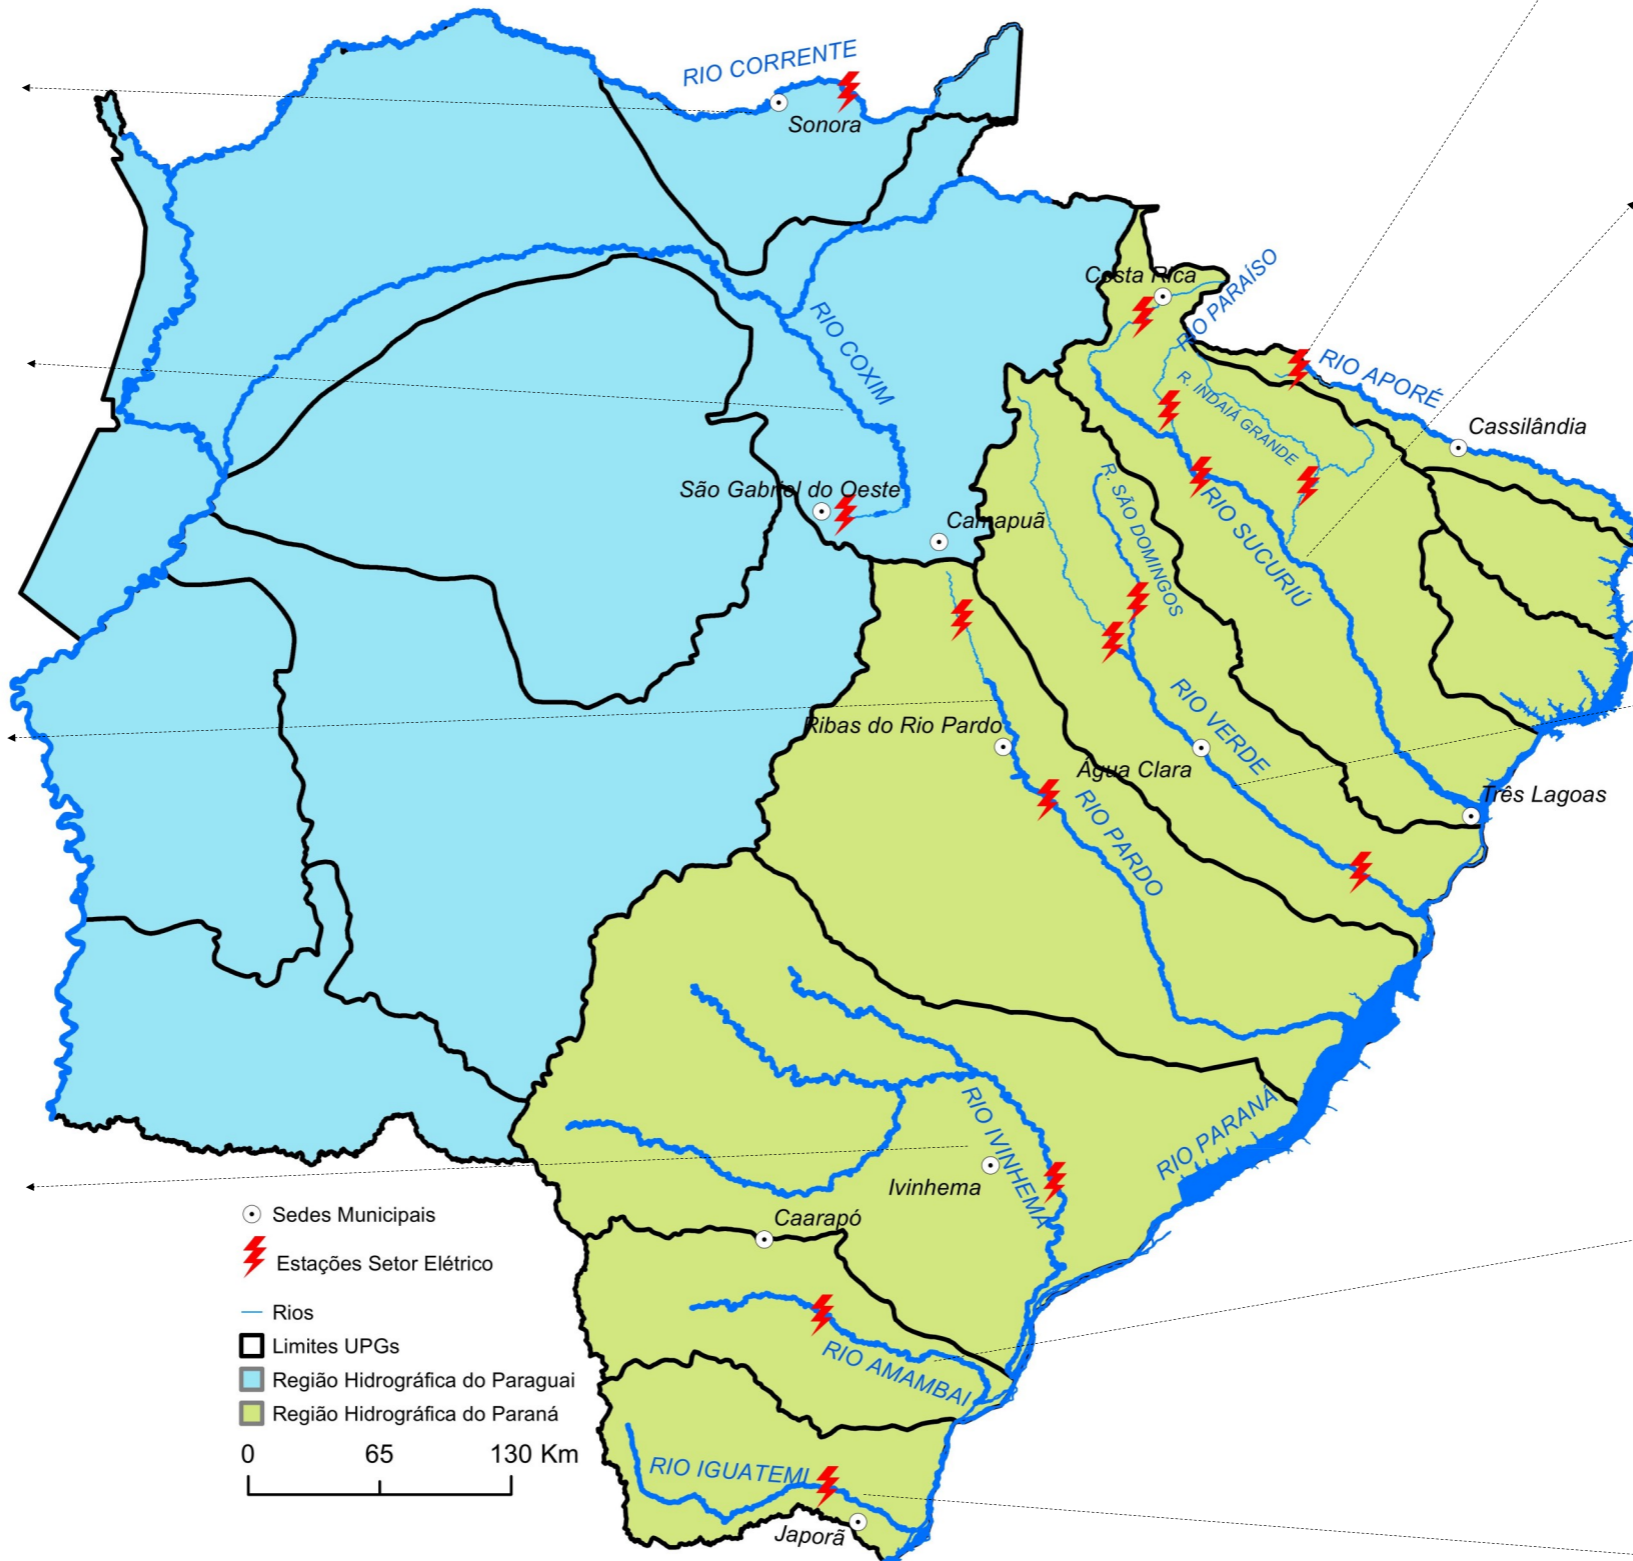 RIO CORRENTE
Sonora
Costa Rica
RIO PARAÍSO
RIO COXIM
RIO APORÉ
R. INDAIÁ GRANDE
Cassilândia
São Gabriel do Oeste
Camapuã
R. SÃO DOMINGOS
RIO SUCURIÚ
Ribas do Rio Pardo
RIO VERDE
Água Clara
Três Lagoas
RIO PARDO
RIO IVINHEMA
RIO PARANÁ
Ivinhema
Caarapó
RIO AMAMBAI
RIO IGUATEMI
Japorã
Sedes Municipais
Estações Setor Elétrico
Rios
Limites UPGs
Região Hidrográfica do Paraguai
Região Hidrográfica do Paraná
0 65 130 Km